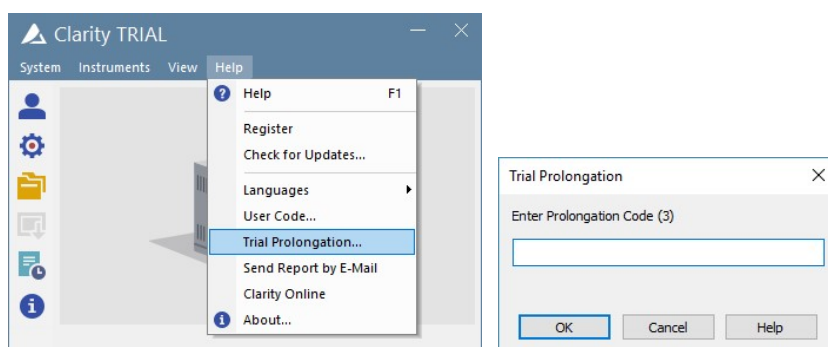 Clarity TRIAL
System Instruments View Help
Help F1
Register
Check for Updates...
Languages
User Code...
Trial Prolongation...
Send Report by E-Mail
Clarity Online
About...
Trial Prolongation
Enter Prolongation Code (3)
OK Cancel Help